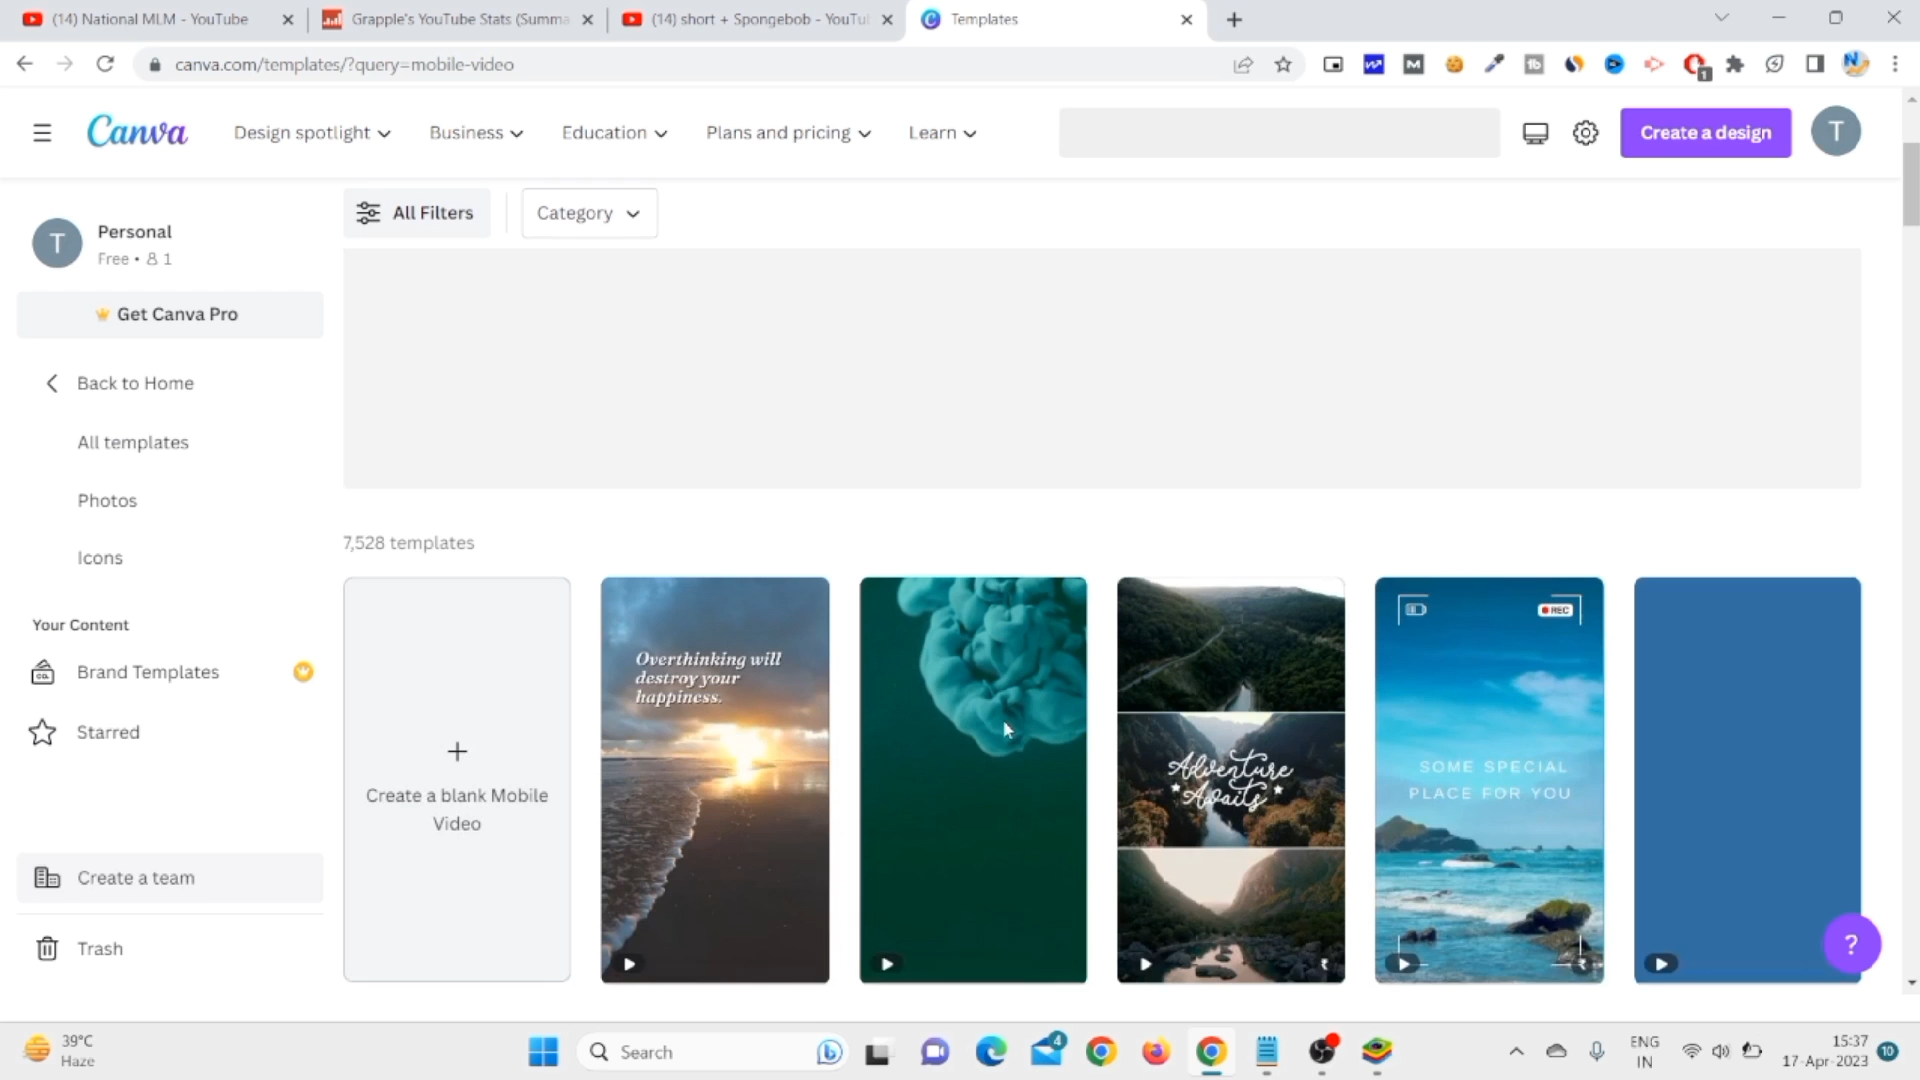 (14) National MLM - YouTube
Grapple's YouTube Stats (Summa
(14) short + Spongebob - YouTu
Templates
canva.com/templates/?query=mobile-video
1
Canva
Design spotlight
Business
Education
Plans and pricing
Learn
Create a design
T
T
Personal
Free • 1
Get Canva Pro
Back to Home
All templates
Photos
Icons
Your Content
Brand Templates
Starred
Create a team
Trash
All Filters
Category
7,528 templates
Create a blank Mobile
Video
Overthinking will
destroy your
happiness.
Adventure
Awaits
₹
REC
SOME SPECIAL
PLACE FOR YOU
₹
?
39°C
Haze
Search
4
ENG
IN
15:37
17-Apr-2023
10